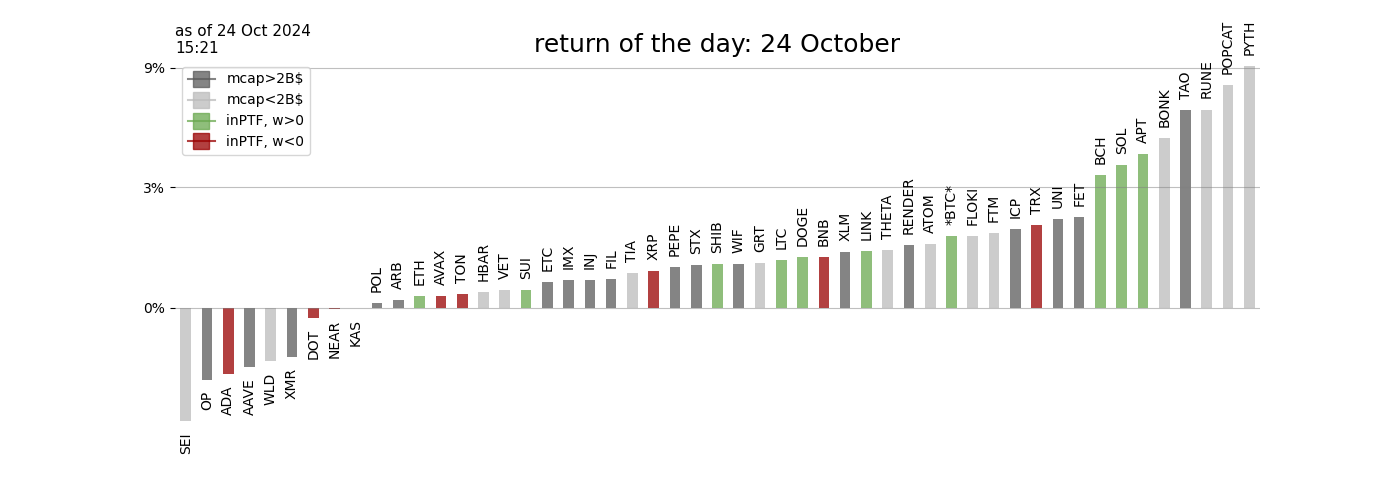 as of 24 Oct 2024
15:21
return of the day: 24 October
9%
3%
0%
mcap>2B$
mcap<2B$
inPTF, w>0
inPTF, w<0
SEI
OP
ADA
AAVE
WLD
XMR
DOT
NEAR
KAS
POL
ARB
ETH
AVAX
TON
HBAR
VET
SUI
ETC
IMX
INJ
FIL
TIA
XRP
PEPE
STX
SHIB
WIF
GRT
LTC
DOGE
BNB
XLM
LINK
THETA
RENDER
ATOM
*BTC*
FLOKI
FTM
ICP
TRX
UNI
FET
BCH
SOL
APT
BONK
TAO
RUNE
POPCAT
PYTH